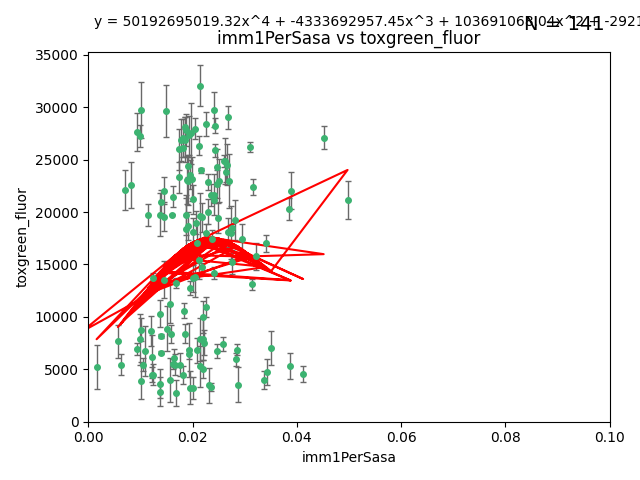 y = 50192695019.32x^4 + -4333692957.45x^3 +
N = 141
imm1PerSasa vs toxgreen_fluor
35000
30000
25000
20000
15000
10000
5000
0
toxgreen_fluor
0.00 0.02 0.04 0.06 0.08 0.10
imm1PerSasa